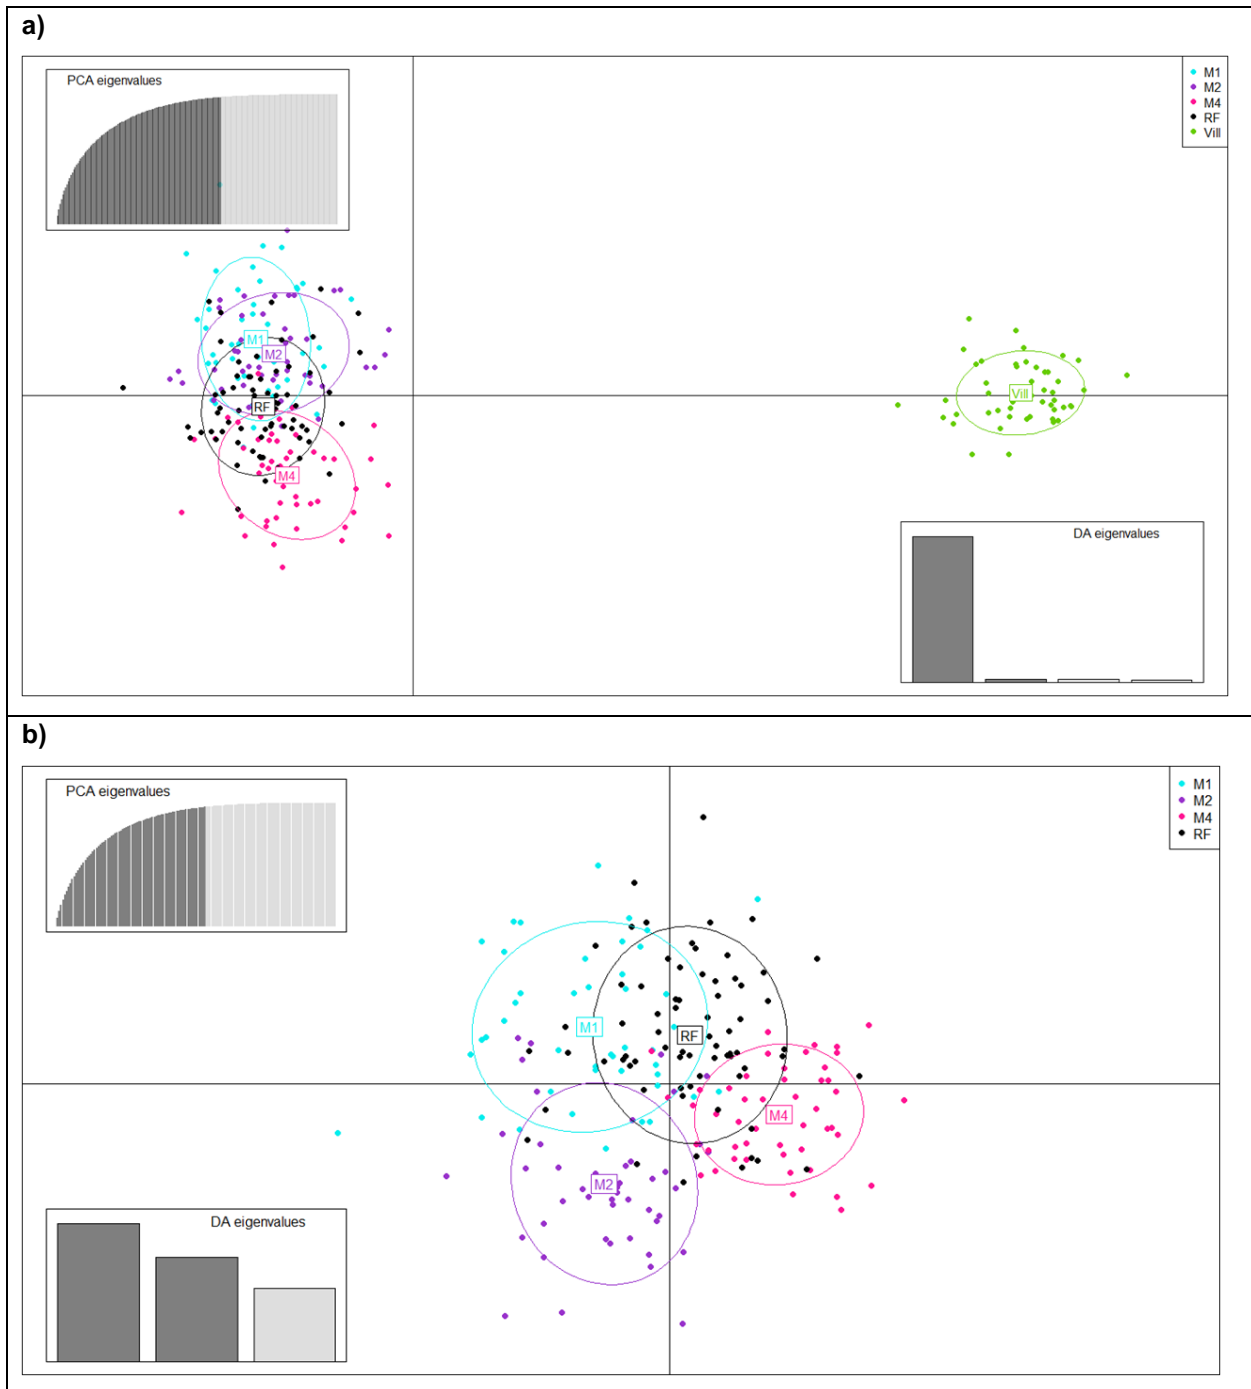 a)
PCA eigenvalues
M1
M2
M4
RF
Vill
M1
M2
RF
M4
Vill
DA eigenvalues
b)
PCA eigenvalues
M1
M2
M4
RF
M1
RF
M4
M2
DA eigenvalues